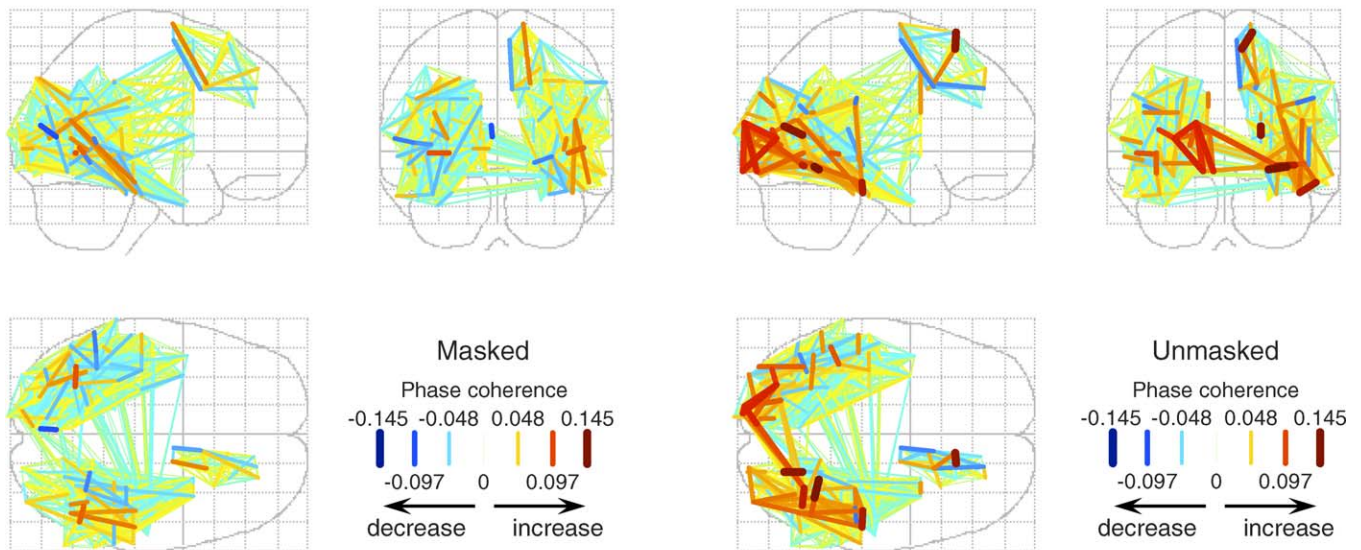 Masked
Phase coherence
-0.145 -0.048 0.048 0.145
-0.097 0 0.097
decrease increase
Unmasked
Phase coherence
-0.145 -0.048 0.048 0.145
-0.097 0 0.097
decrease increase